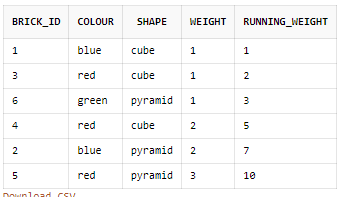 BRICK_ID COLOUR SHAPE WEIGHT RUNNING_WEIGHT
1 blue cube 1 1
3 red cube 1 2
6 green pyramid 1 3
4 red cube 2 5
2 blue pyramid 2 7
5 red pyramid 3 10
Download CSV